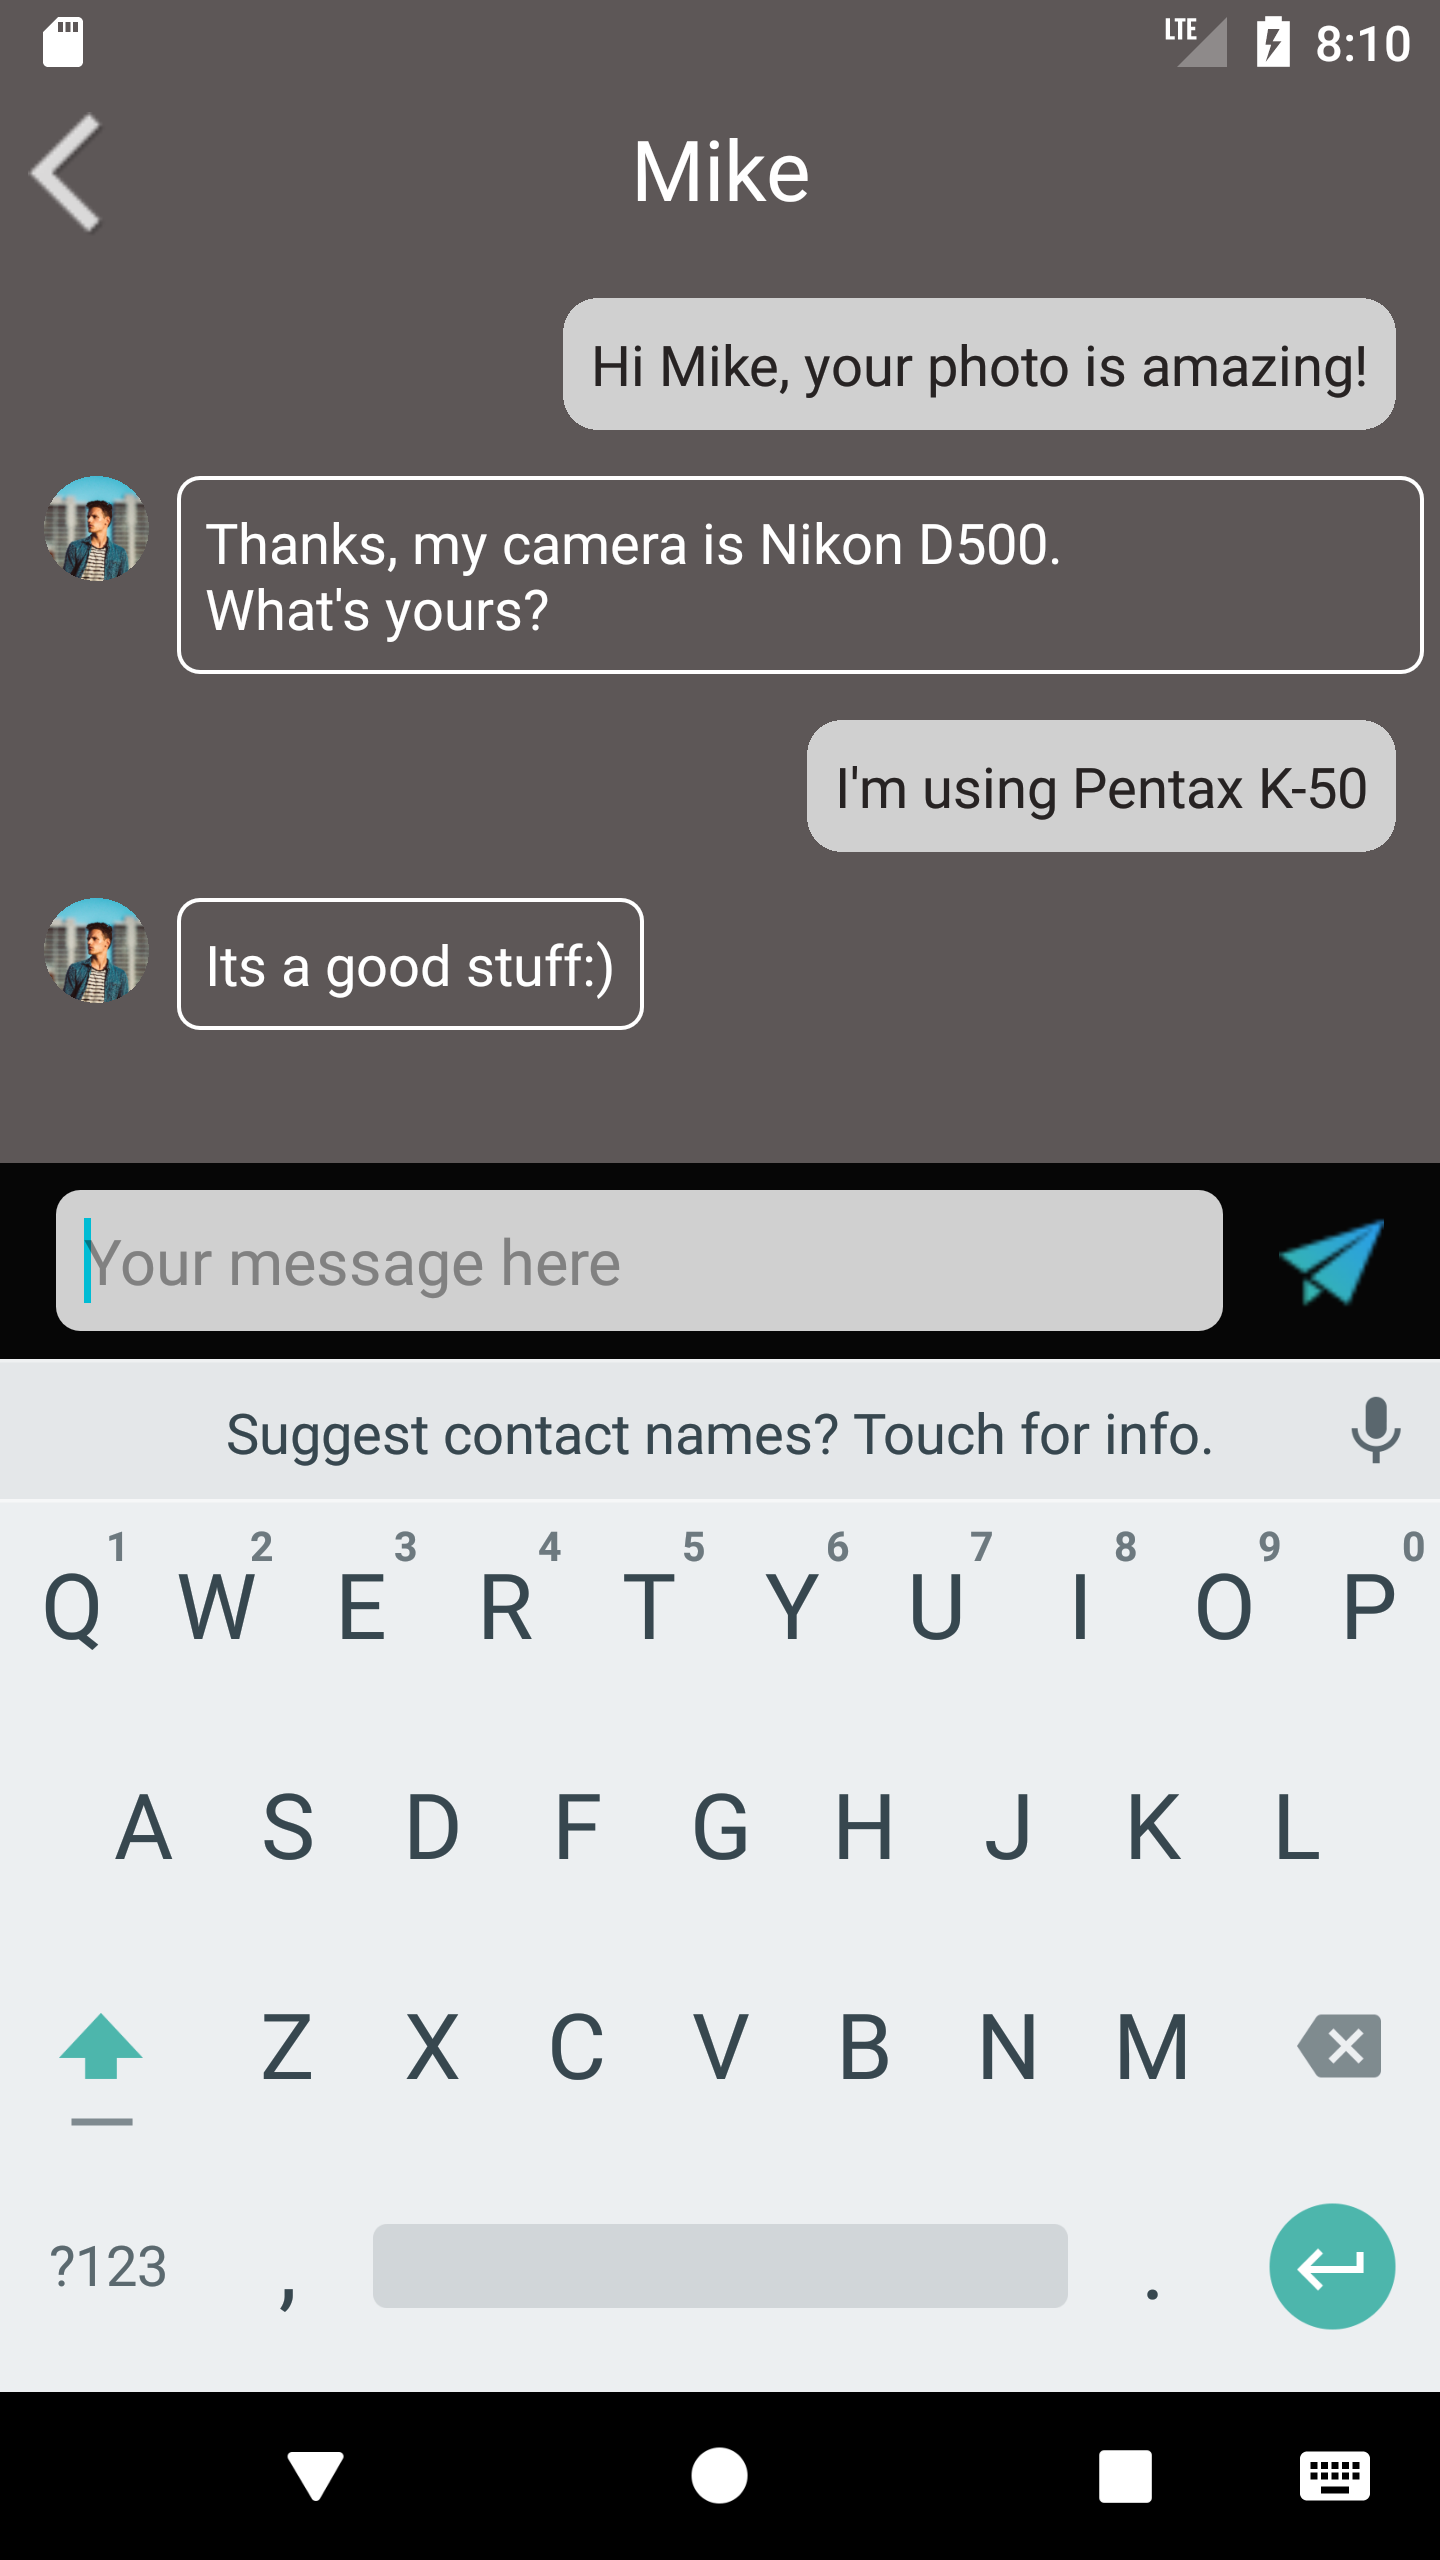 LTE 8:10
Mike
Hi Mike, your photo is amazing!
Thanks, my camera is Nikon D500.
What's yours?
I'm using Pentax K-50
Its a good stuff:)
Your message here
Suggest contact names? Touch for info.
1 2 3 4 5 6 7 8 9 0
Q W E R T Y U I O P
A S D F G H J K L
Z X C V B N M
?123 , .